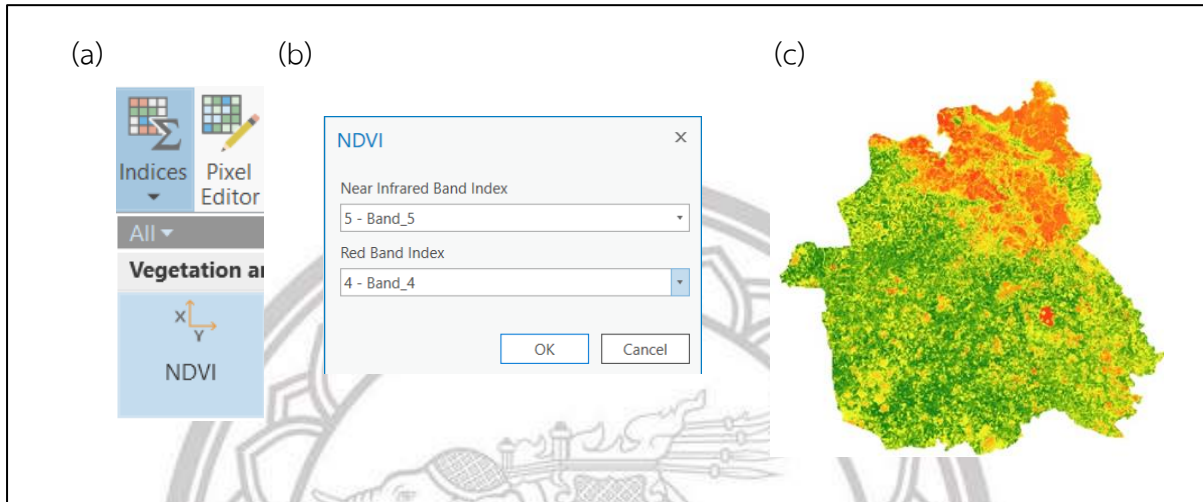 (a)
(b)
(c)
Indices
Pixel
Editor
All
Vegetation a
NDVI
NDVI
Near Infrared Band Index
5 - Band_5
Red Band Index
4 - Band_4
OK
Cancel